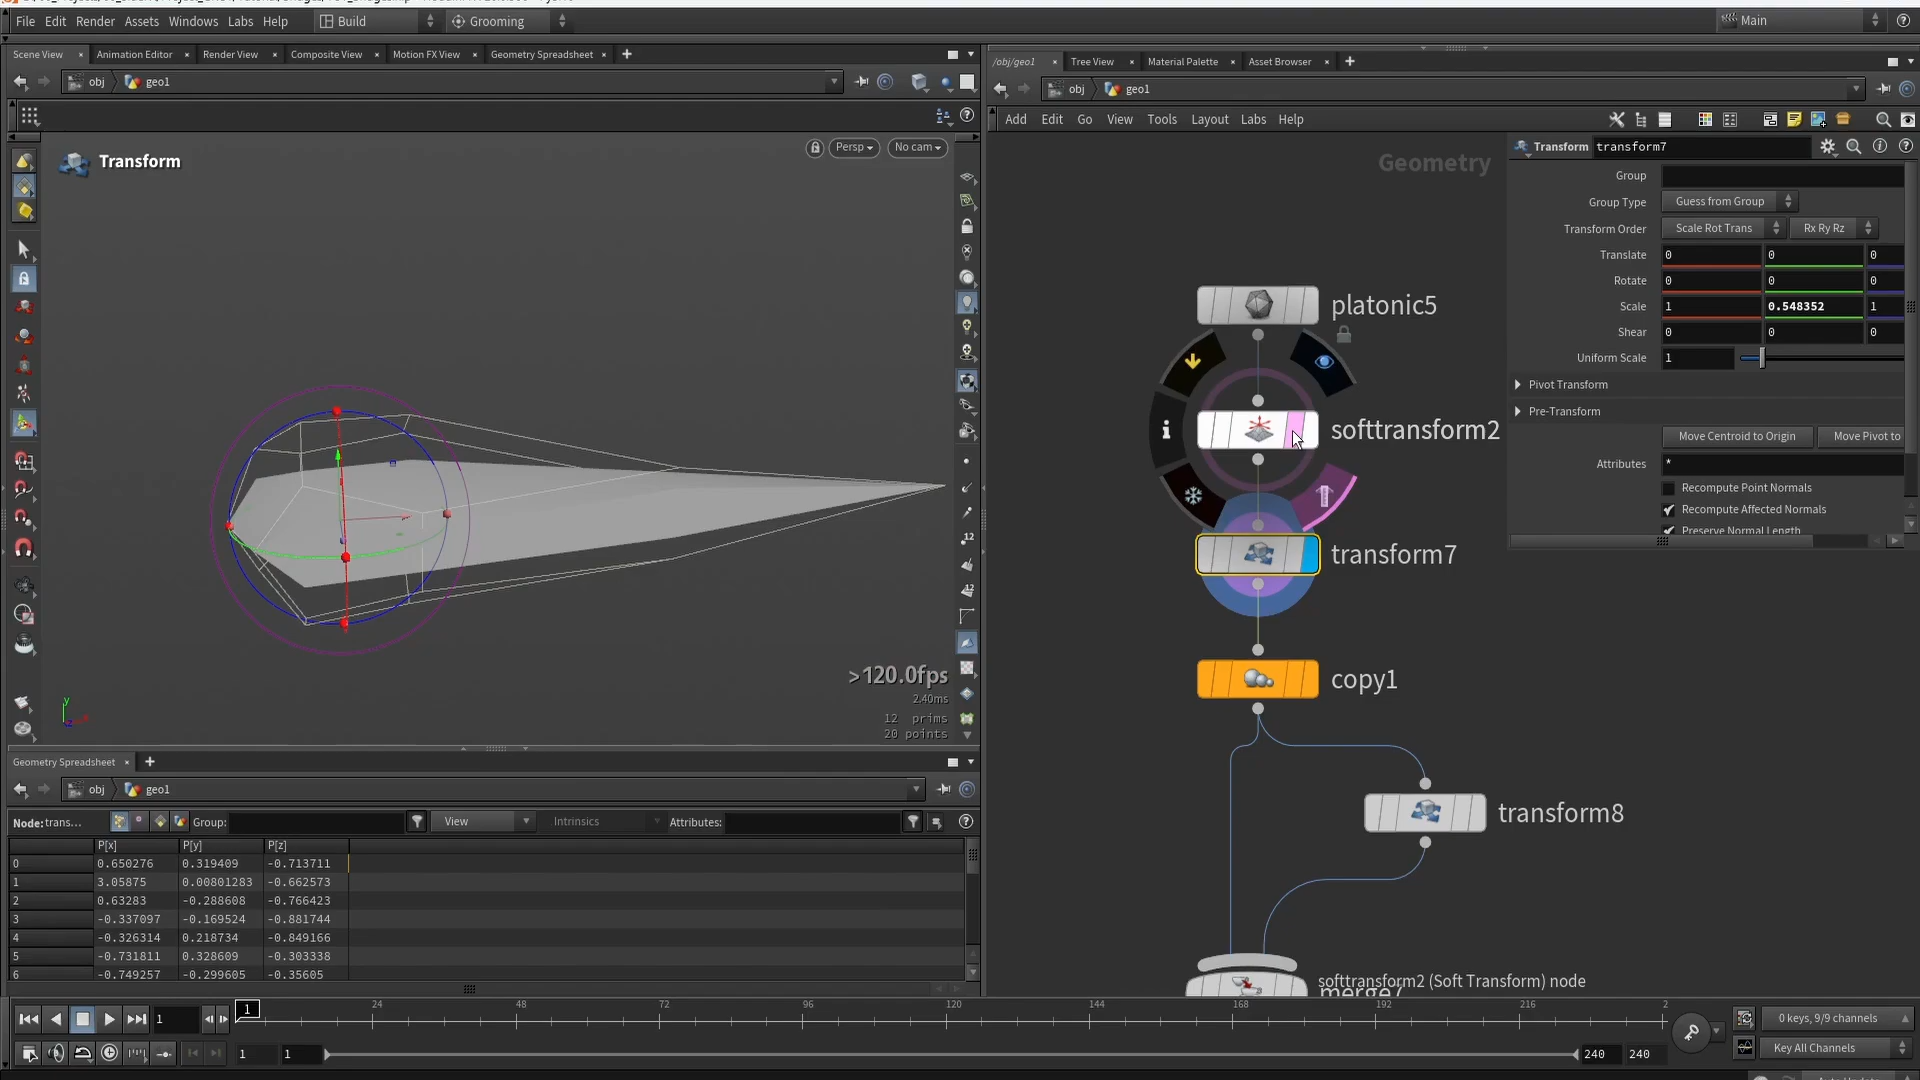 File Edit Render Assets Windows Labs Help Build Grooming Main
Scene View Animation Editor Render View Composite View Motion FX View Geometry Spreadsheet
/obj/geo1 Tree View Material Palette Asset Browser
obj geo1
obj geo1
Add Edit Go View Tools Layout Labs Help
Transform
Persp
No cam
Geometry
Transform transform7
Group
Group Type Guess from Group
Transform Order Scale Rot Trans Rx Ry Rz
Translate 0 0 0
Rotate 0 0 0
Scale 1 0.548352 1
Shear 0 0 0
Uniform Scale 1
Pivot Transform
Pre-Transform
Move Centroid to Origin Move Pivot to
Attributes *
Recompute Point Normals
Recompute Affected Normals
Preserve Normal Length
platonic5
softtransform2
transform7
copy1
transform8
merge7
softtransform2 (Soft Transform) node
>120.0fps
2.40ms
12 prims
20 points
y
Geometry Spreadsheet
obj geo1
Node: trans... Group: View Intrinsics Attributes:
P[x] P[y] P[z]
0 0.650276 0.319409 -0.713711
1 3.05875 0.00801283 -0.662573
2 0.63283 -0.288608 -0.766423
3 -0.337097 -0.169524 -0.881744
4 -0.326314 0.218734 -0.849166
5 -0.731811 0.328609 -0.303338
6 -0.749257 -0.299605 -0.35605
1 1 24 48 72 96 120 144 168 192 216 2
0 keys, 9/9 channels
1 1 240 240
Key All Channels